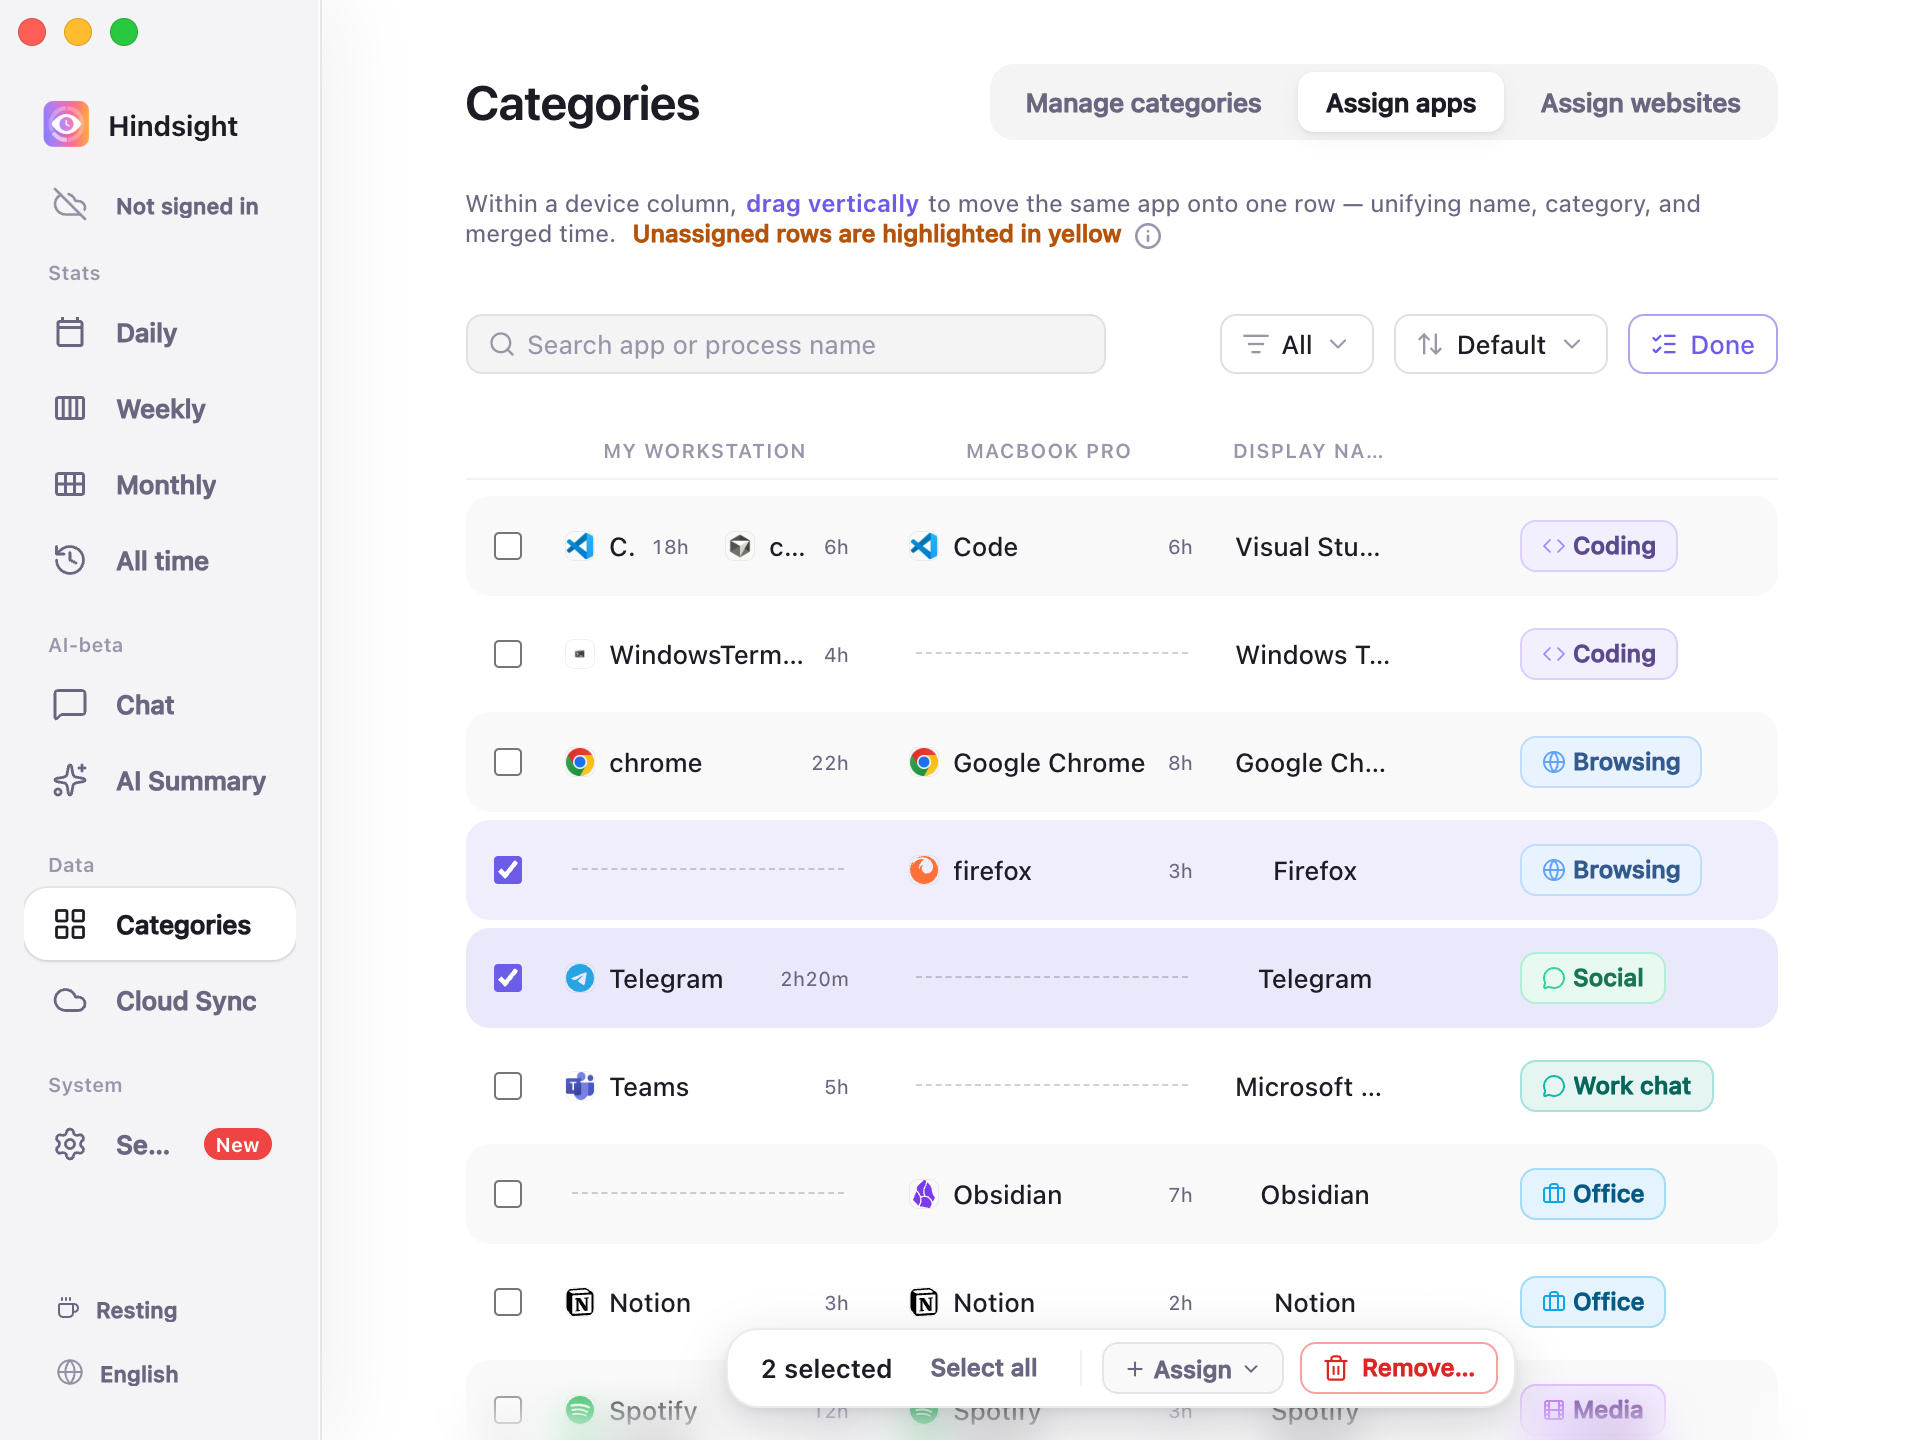 Hindsight
Not signed in
Stats
Daily
Weekly
Monthly
All time
AI-beta
Chat
AI Summary
Data
Categories
Cloud Sync
System
Se... New
Resting
English
Categories
Manage categories Assign apps Assign websites
Within a device column, drag vertically to move the same app onto one row — unifying name, category, and
merged time. Unassigned rows are highlighted in yellow
Search app or process name
All Default Done
MY WORKSTATION MACBOOK PRO DISPLAY NA...
C. 18h c... 6h Code 6h Visual Stu... Coding
WindowsTerm... 4h Windows T... Coding
chrome 22h Google Chrome 8h Google Ch... Browsing
firefox 3h Firefox Browsing
Telegram 2h20m Telegram Social
Teams 5h Microsoft ... Work chat
Obsidian 7h Obsidian Office
Notion 3h Notion 2h Notion Office
2 selected Select all + Assign Remove...
Spotify 12h Spotify 3h Spotify Media